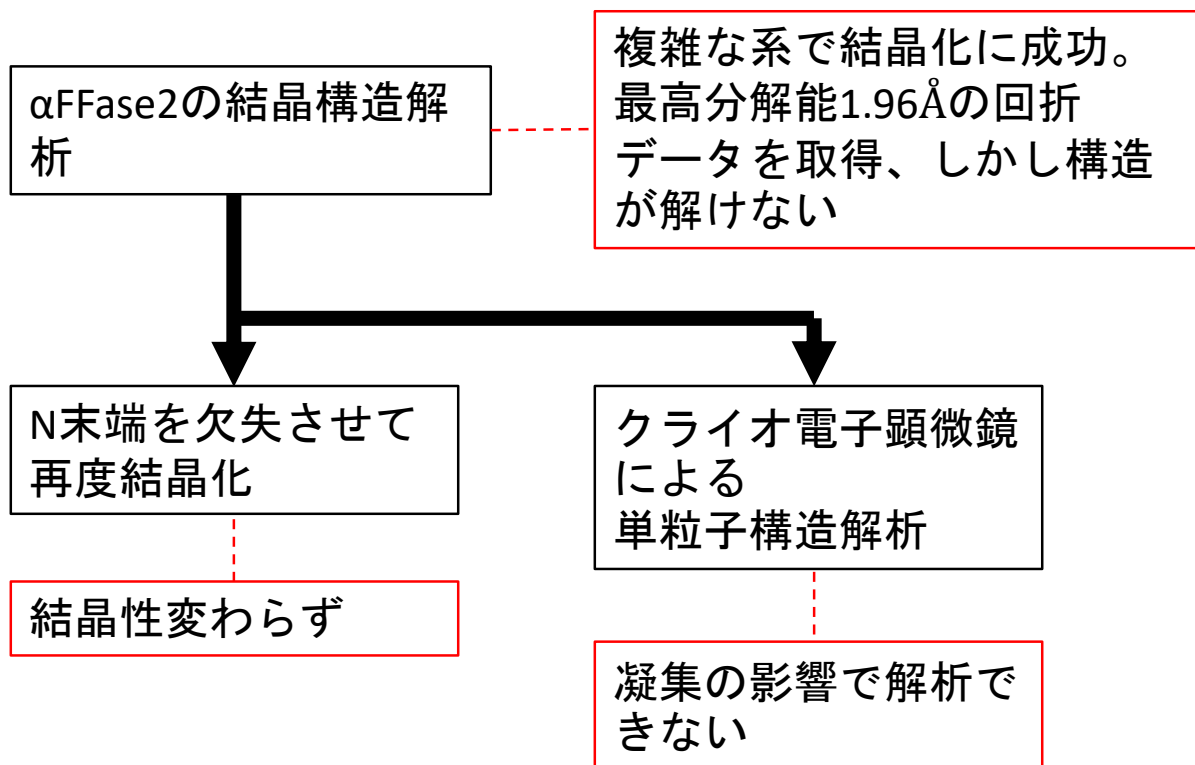 複雑な系で結晶化に成功。
最高分解能1.96Åの回折
データを取得、しかし構造
が解けない
αFFase2の結晶構造解
析
N末端を欠失させて
再度結晶化
クライオ電子顕微鏡
による
単粒子構造解析
結晶性変わらず
凝集の影響で解析で
きない